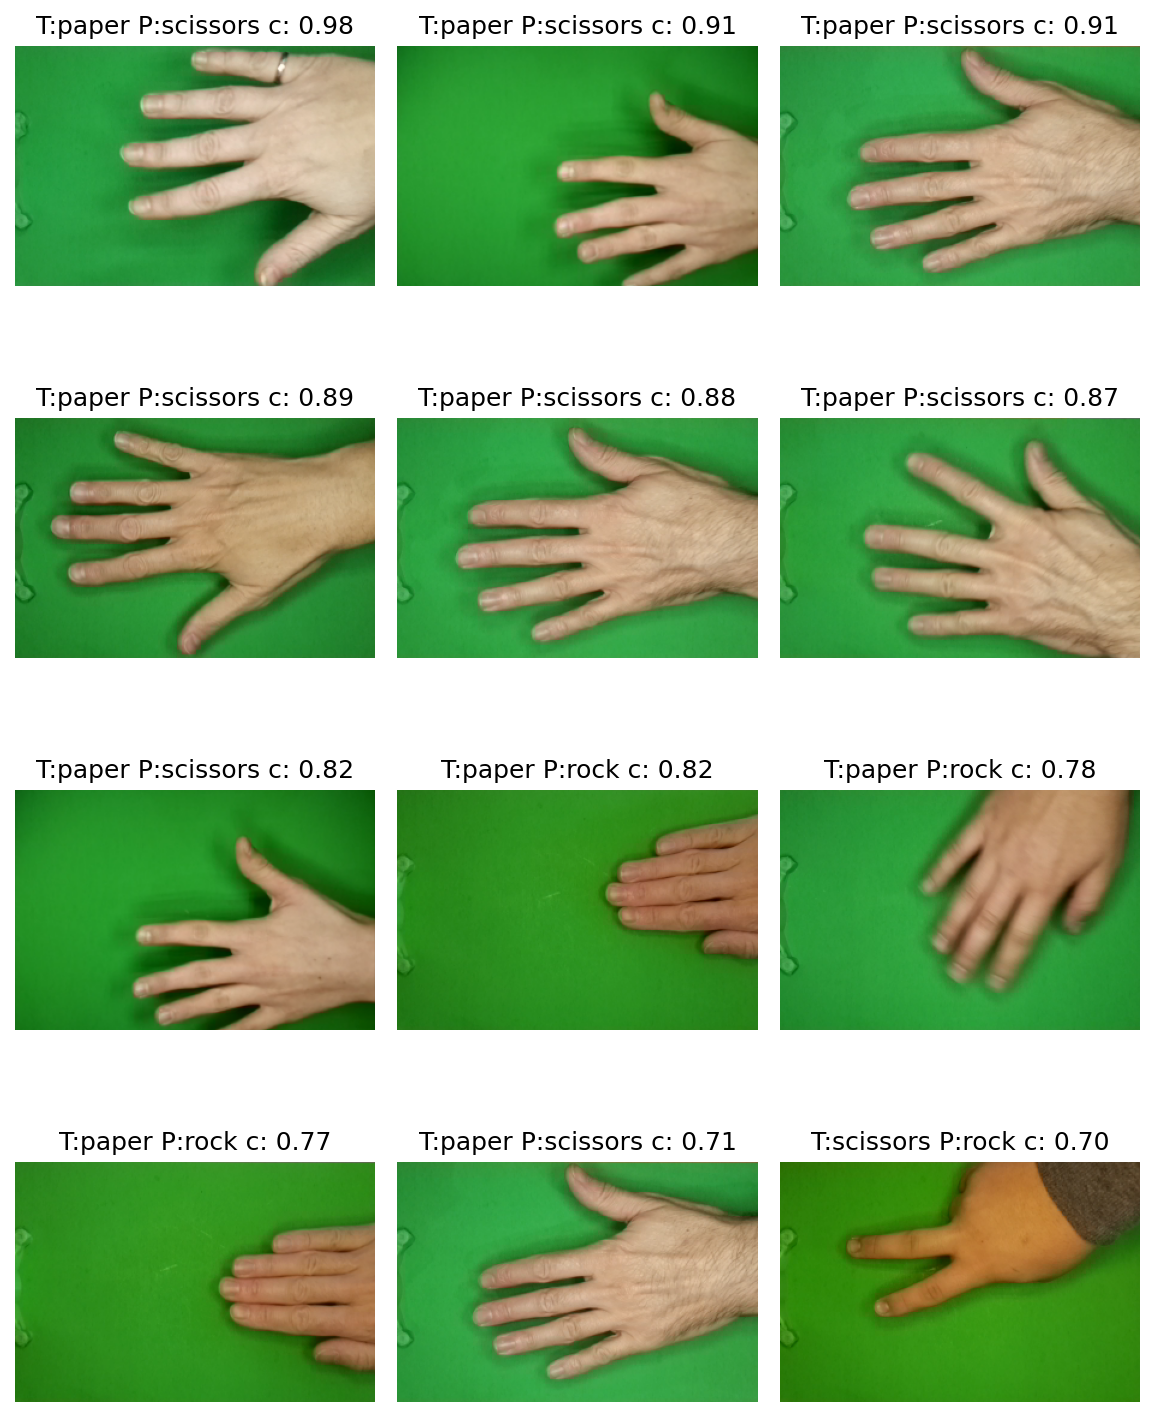 T:paper P:scissors c: 0.98
T:paper P:scissors c: 0.91
T:paper P:scissors c: 0.91
T:paper P:scissors c: 0.89
T:paper P:scissors c: 0.88
T:paper P:scissors c: 0.87
T:paper P:scissors c: 0.82
T:paper P:rock c: 0.82
T:paper P:rock c: 0.78
T:paper P:rock c: 0.77
T:paper P:scissors c: 0.71
T:scissors P:rock c: 0.70